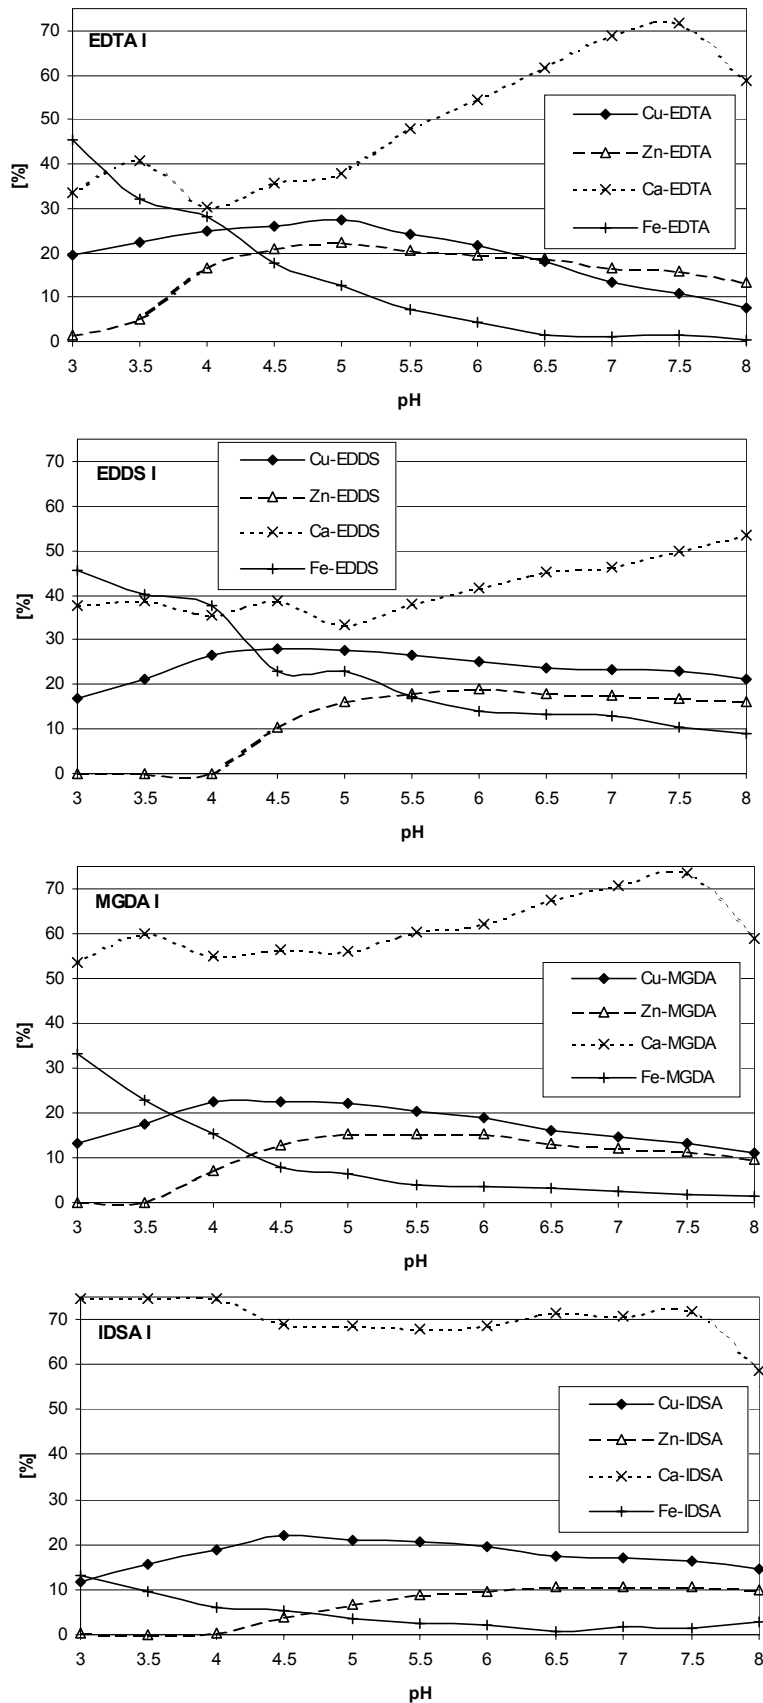 EDTA I
[%]
70
60
50
40
30
20
10
0
Cu-EDTA
Zn-EDTA
Ca-EDTA
Fe-EDTA
3 3.5 4 4.5 5 5.5 6 6.5 7 7.5 8
pH
EDDS I
[%]
70
60
50
40
30
20
10
0
Cu-EDDS
Zn-EDDS
Ca-EDDS
Fe-EDDS
3 3.5 4 4.5 5 5.5 6 6.5 7 7.5 8
pH
MGDA I
[%]
70
60
50
40
30
20
10
0
Cu-MGDA
Zn-MGDA
Ca-MGDA
Fe-MGDA
3 3.5 4 4.5 5 5.5 6 6.5 7 7.5 8
pH
IDSA I
[%]
70
60
50
40
30
20
10
0
Cu-IDSA
Zn-IDSA
Ca-IDSA
Fe-IDSA
3 3.5 4 4.5 5 5.5 6 6.5 7 7.5 8
pH